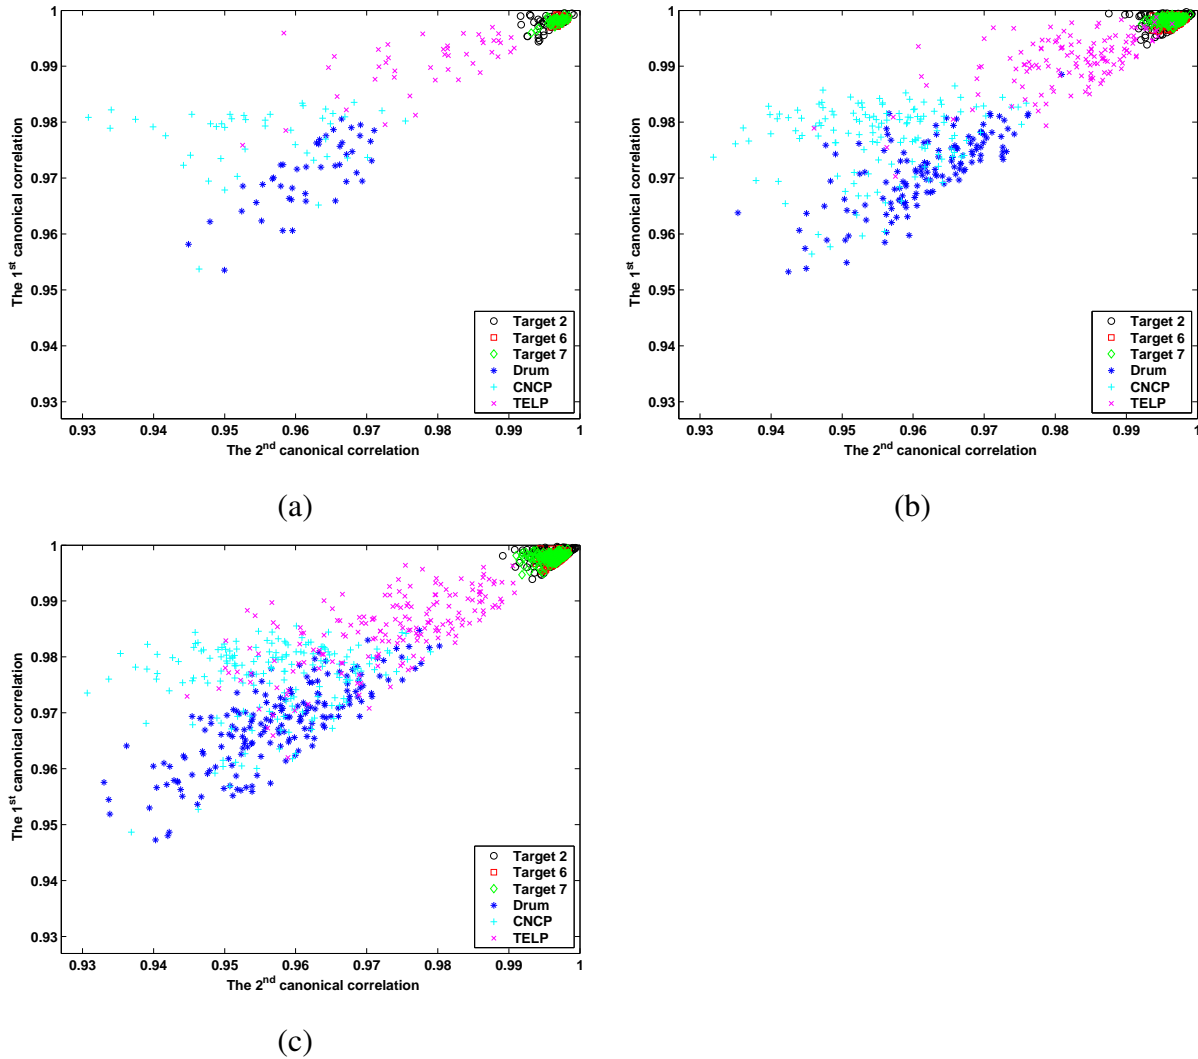 1
0.99
0.98
0.97
0.96
0.95
0.94
0.93
The 1st canonical correlation
Target 2
Target 6
Target 7
Drum
CNCP
TELP
0.93 0.94 0.95 0.96 0.97 0.98 0.99 1
The 2nd canonical correlation
(a)
1
0.99
0.98
0.97
0.96
0.95
0.94
0.93
The 1st canonical correlation
Target 2
Target 6
Target 7
Drum
CNCP
TELP
0.93 0.94 0.95 0.96 0.97 0.98 0.99 1
The 2nd canonical correlation
(b)
1
0.99
0.98
0.97
0.96
0.95
0.94
0.93
The 1st canonical correlation
Target 2
Target 6
Target 7
Drum
CNCP
TELP
0.93 0.94 0.95 0.96 0.97 0.98 0.99 1
The 2nd canonical correlation
(c)